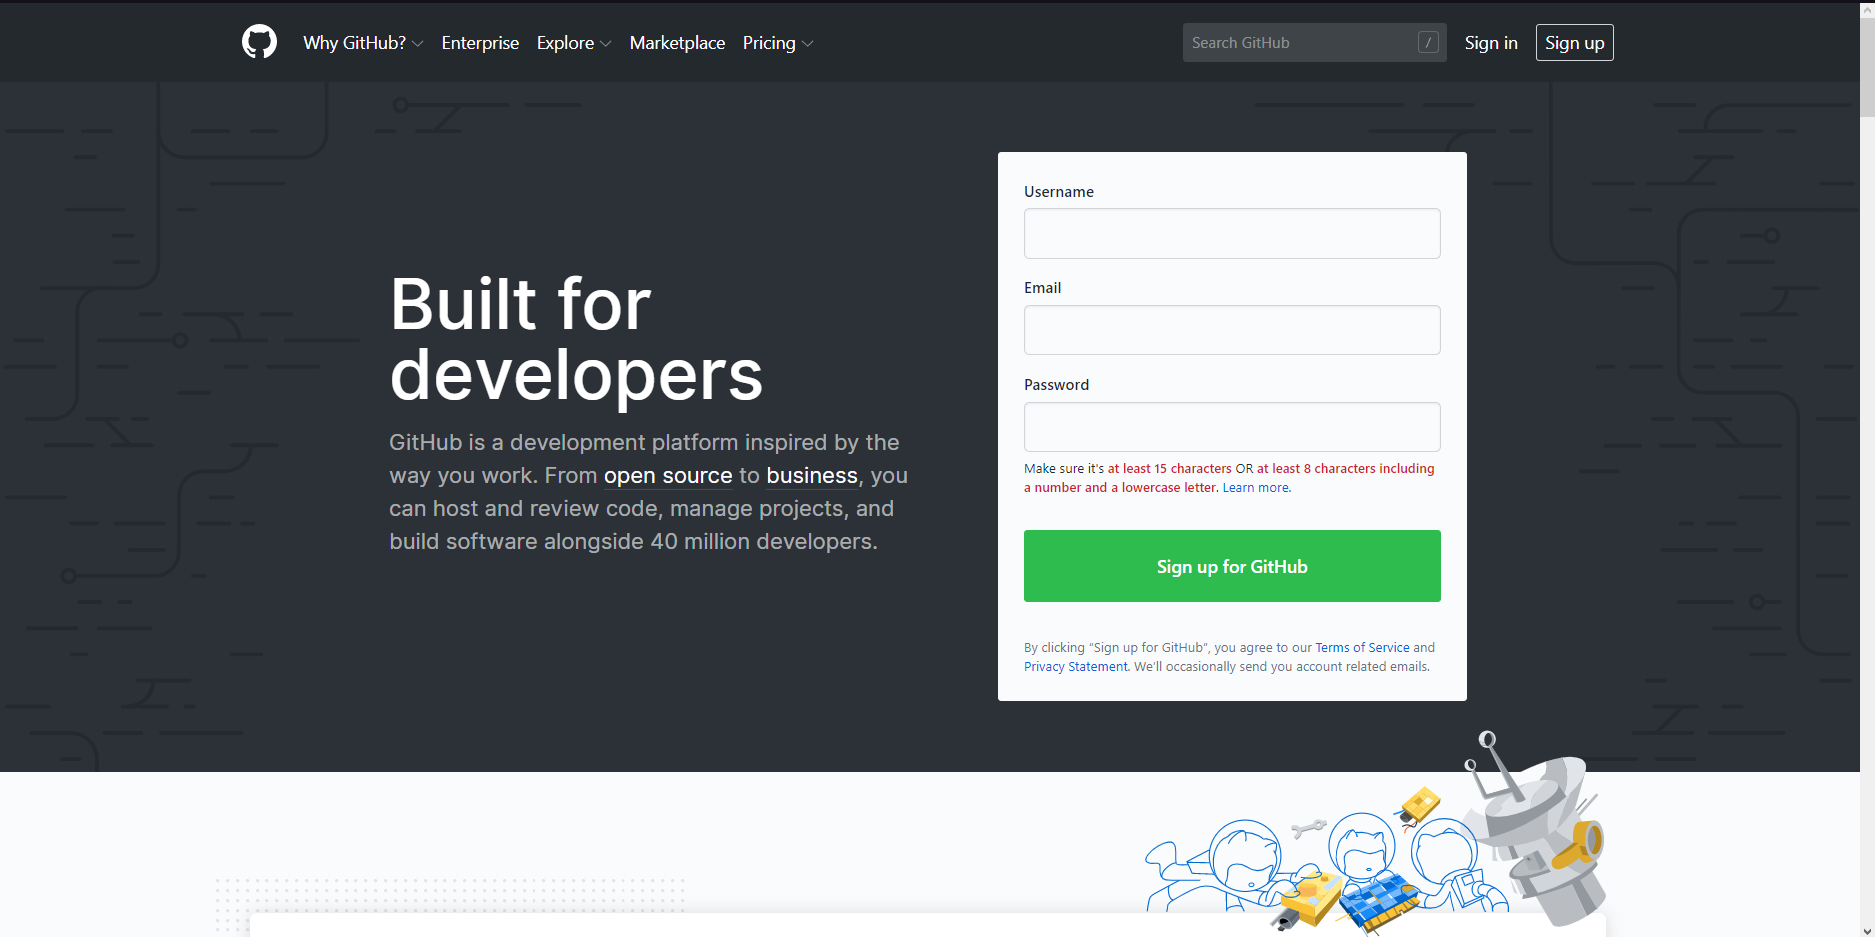 Why GitHub? Enterprise Explore Marketplace Pricing Search GitHub / Sign in Sign up
Built for
developers
GitHub is a development platform inspired by the
way you work. From open source to business, you
can host and review code, manage projects, and
build software alongside 40 million developers.
Username
Email
Password
Make sure it's at least 15 characters OR at least 8 characters including
a number and a lowercase letter. Learn more.
Sign up for GitHub
By clicking “Sign up for GitHub”, you agree to our Terms of Service and
Privacy Statement. We’ll occasionally send you account related emails.